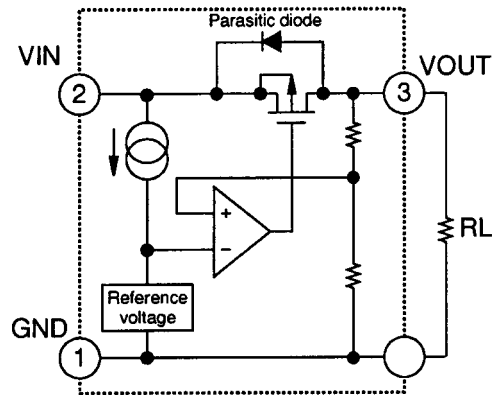 Parasitic diode
VIN
VOUT
2
3
+
−
RL
Reference
voltage
GND
1